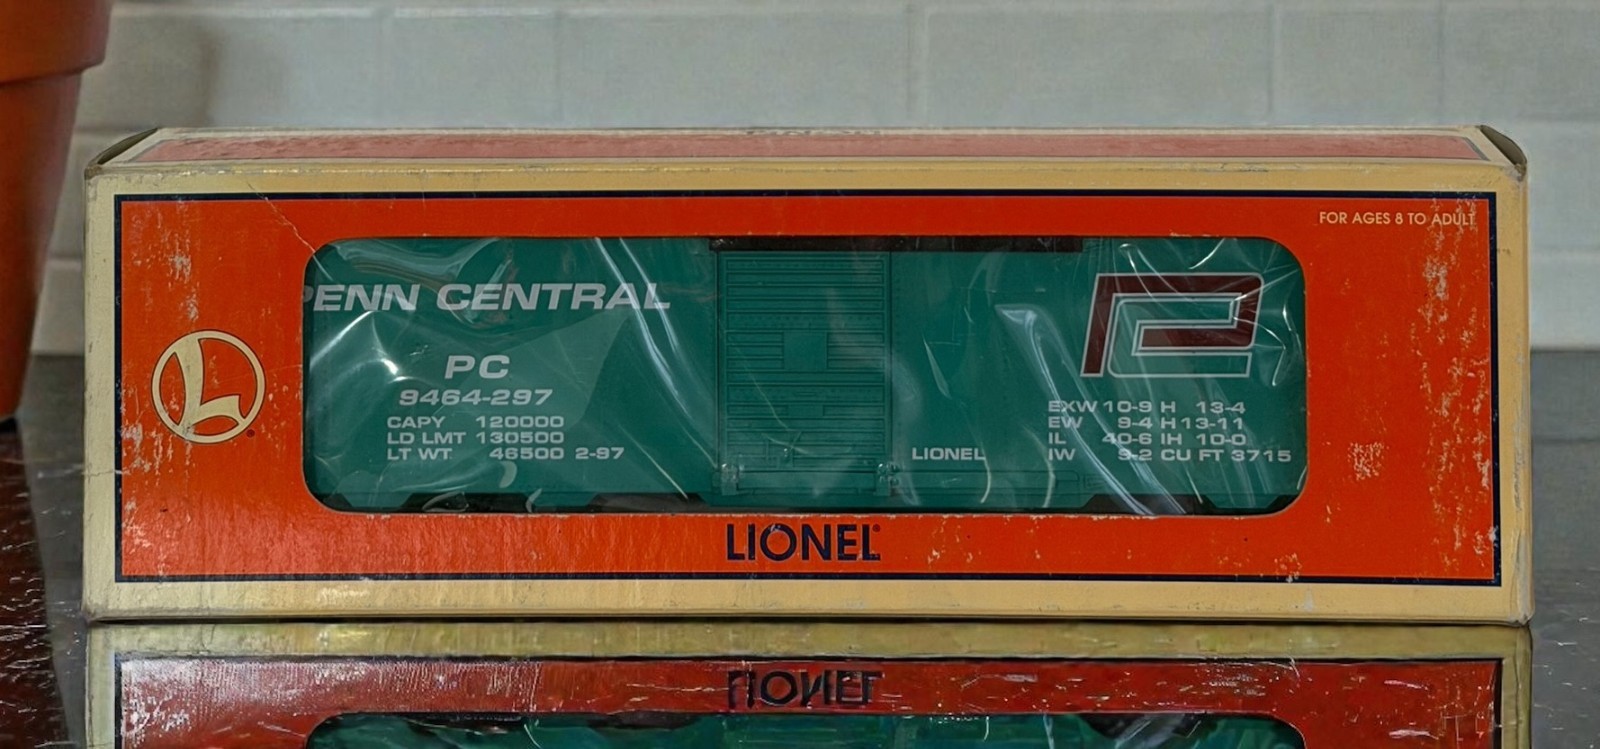 FOR AGES 8 TO ADULT
PENN CENTRAL
PC
9464-297
CAPY 120000
LD LMT 130500
LT WT 46500 2-97
LIONEL
EXW 10-9 H 13-4
EW 9-4 H 13-11
IL 40-6 IH 10-0
IW 9-2 CU FT 3715
L
LIONEL